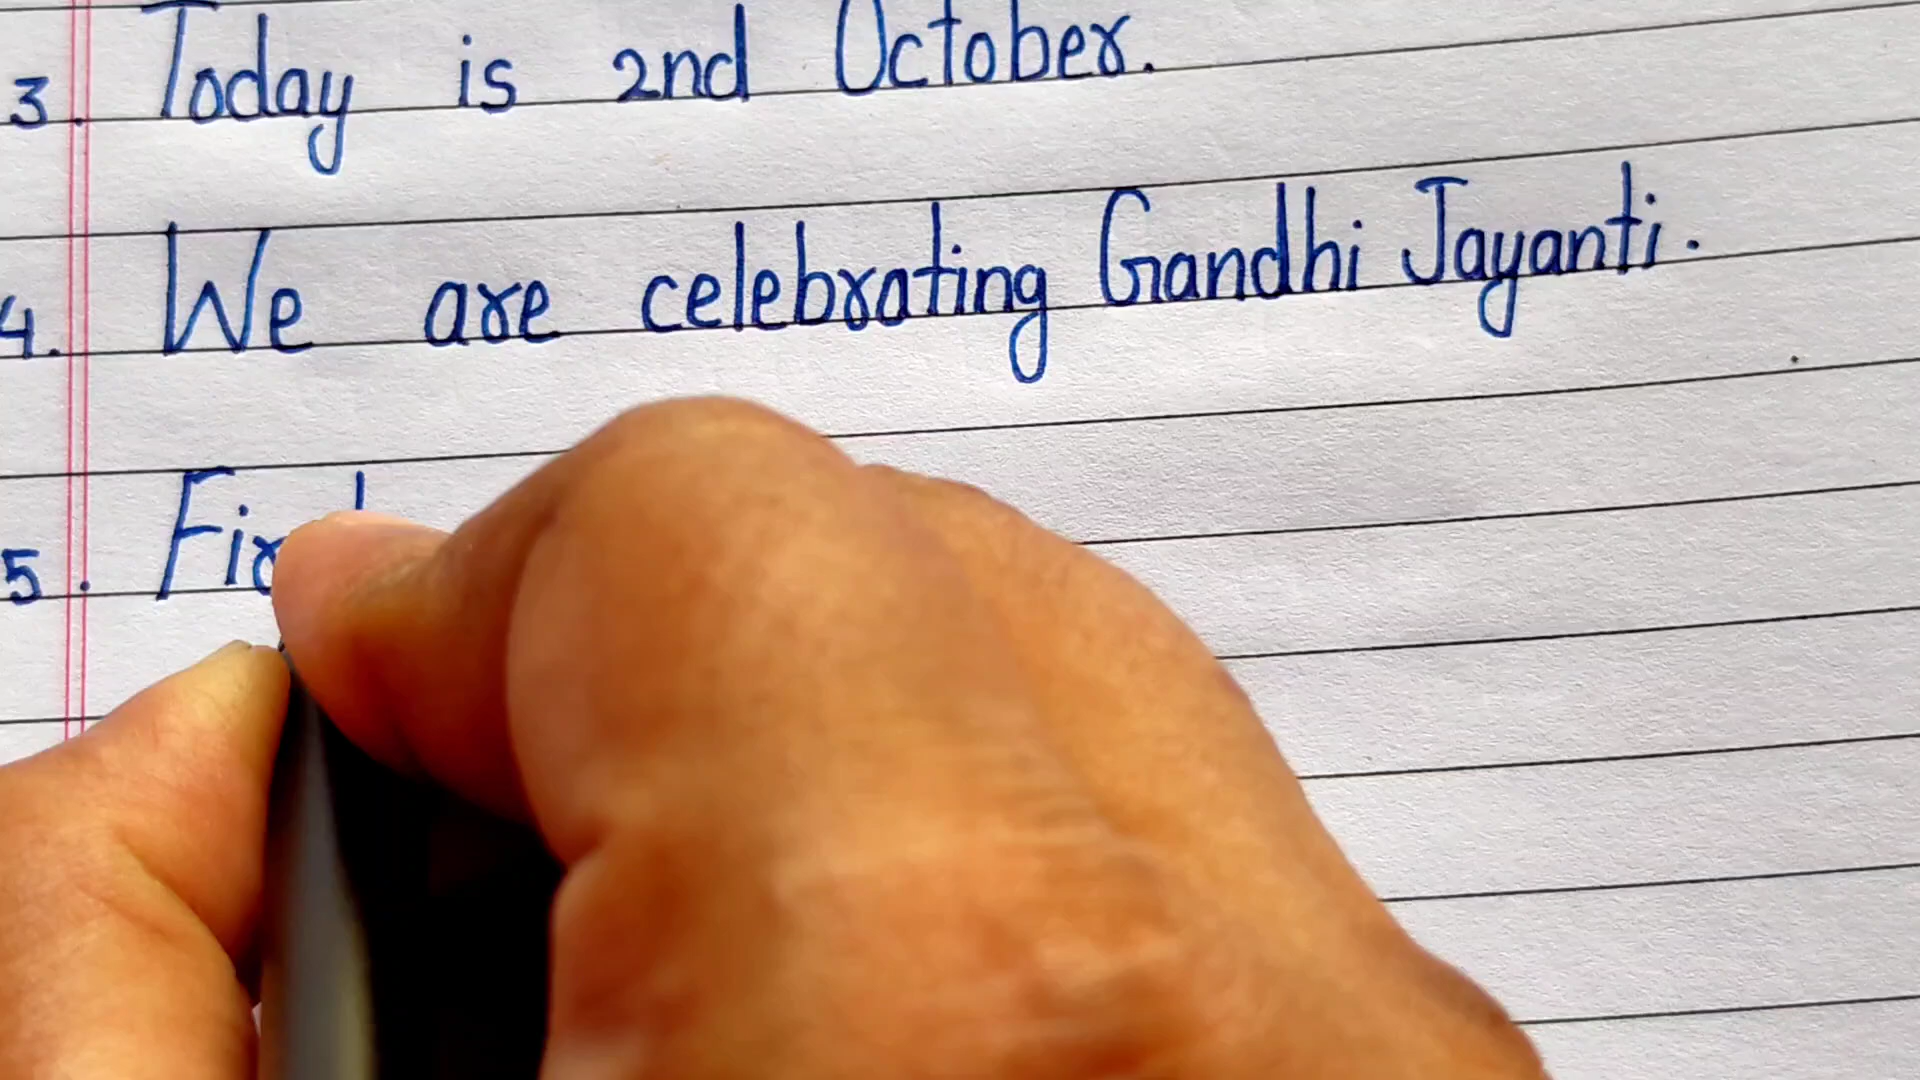 3. Today is 2nd October.
4. We are celebrating Gandhi Jayanti.
5.